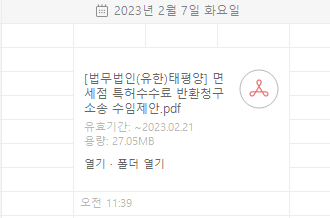 2023년 2월 7일 화요일
[법무법인(유한)태평양] 면
세점 특허수수료 반환청구
소송 수임제안.pdf
유효기간: ~2023.02.21
용량: 27.05MB
열기 · 폴더 열기
오전 11:39